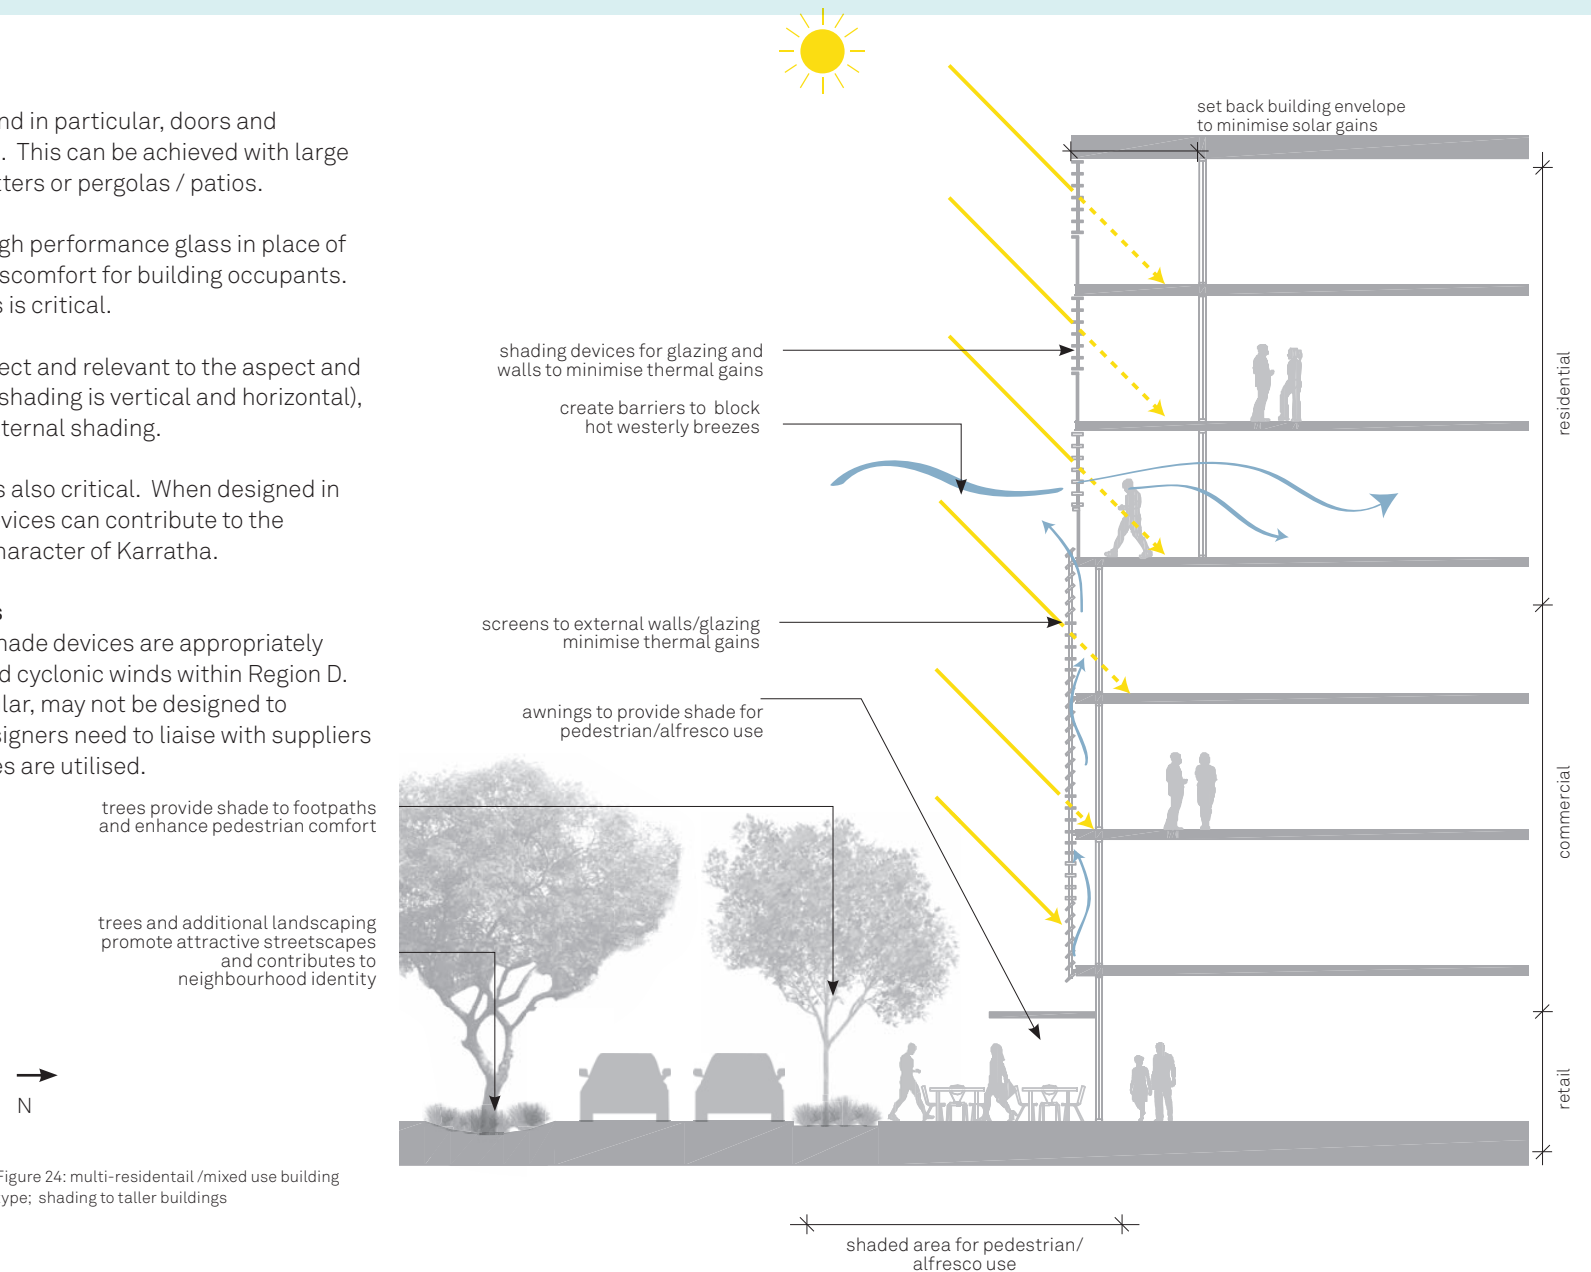 nd in particular, doors and
. This can be achieved with large
tters or pergolas / patios.
gh performance glass in place of
scomfort for building occupants.
s is critical.
ect and relevant to the aspect and
shading is vertical and horizontal),
ternal shading.
s also critical. When designed in
evices can contribute to the
haracter of Karratha.
s
hade devices are appropriately
d cyclonic winds within Region D.
lar, may not be designed to
signers need to liaise with suppliers
es are utilised.
set back building envelope
to minimise solar gains
shading devices for glazing and
walls to minimise thermal gains
create barriers to block
hot westerly breezes
screens to external walls/glazing
minimise thermal gains
awnings to provide shade for
pedestrian/alfresco use
trees provide shade to footpaths
and enhance pedestrian comfort
trees and additional landscaping
promote attractive streetscapes
and contributes to
neighbourhood identity
residential
commercial
retail
N
Figure 24: multi-residentail /mixed use building
type; shading to taller buildings
shaded area for pedestrian/
alfresco use